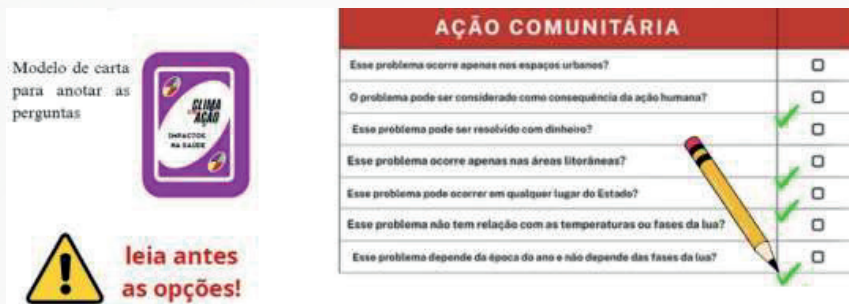 Modelo de carta
para anotar as
perguntas
CLIMA
AÇÃO
IMPACTOS
NA SAÚDE
leia antes
as opções!
AÇÃO COMUNITÁRIA
Esse problema ocorre apenas nos espaços urbanos?
O problema pode ser considerado como consequência da ação humana?
Esse problema pode ser resolvido com dinheiro?
Esse problema ocorre apenas nas áreas litorâneas?
Esse problema pode ocorrer em qualquer lugar do Estado?
Esse problema não tem relação com as temperaturas ou fases da lua?
Esse problema depende da época do ano e não depende das fases da lua?